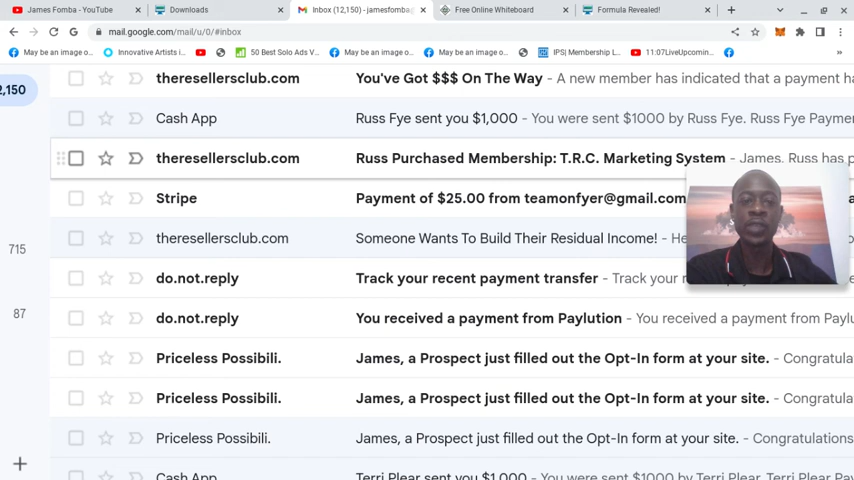 James Fomba - YouTube × Downloads × Inbox (12,150) - jamesfomba@ × Free Online Whiteboard × Formula Revealed! ×
mail.google.com/mail/u/0/#inbox
May be an image o Innovative Artists i 50 Best Solo Ads V May be an image o May be an image o IPS| Membership L 11:07LiveUpcomin »
2,150
theresellersclub.com You've Got $$$ On The Way - A new member has indicated that a payment ha
Cash App Russ Fye sent you $1,000 - You were sent $1000 by Russ Fye. Russ Fye Payme
theresellersclub.com Russ Purchased Membership: T.R.C. Marketing System - James, Russ has p
Stripe Payment of $25.00 from teamonfyer@gmail.com
715 theresellersclub.com Someone Wants To Build Their Residual Income! - He
do.not.reply Track your recent payment transfer - Track your
87 do.not.reply You received a payment from Paylution - You received a payment from Paylu
Priceless Possibili. James, a Prospect just filled out the Opt-In form at your site. - Congratula
Priceless Possibili. James, a Prospect just filled out the Opt-In form at your site. - Congratula
Priceless Possibili. James, a Prospect just filled out the Opt-In form at your site. - Congratulations
Cash App Terri Plear sent you $1,000 - You were sent $1000 by Terri Plear. Terri Plear Pay